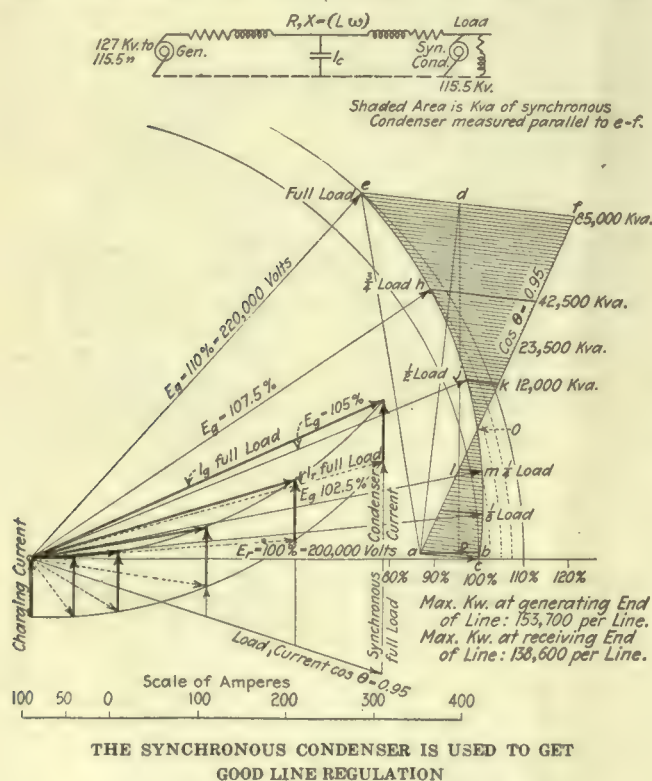 R, X=(Lω)
Load
127 Kv. to
115.5 "
Gen.
Ic
Syn.
Cond.
115.5 Kv.
Shaded Area is Kva of synchronous
Condenser measured parallel to e-f.
Full Load e
d
f
85,000 Kva.
3/4 Load h
42,500 Kva.
Cos θ = 0.95
23,500 Kva.
Eg = 110% = 220,000 Volts
Eg = 107.5 %
1/2 Load j
k 12,000 Kva.
Eg = 105%
Ig full Load
o
Ir full Load
Eg 102.5%
l
m 1/4 Load
1/8 Load
Condenser
Current
Charging Current
Er = 100% = 200,000 Volts
a
p
b
c
80%
90%
100%
110%
120%
Synchronous
full Load
Load, Current cos θ = 0.95
Max. Kw. at generating End
of Line: 153,700 per Line.
Max. Kw. at receiving End
of Line: 138,600 per Line.
Scale of Amperes
100 50 0 100 200 300 400
THE SYNCHRONOUS CONDENSER IS USED TO GET
GOOD LINE REGULATION